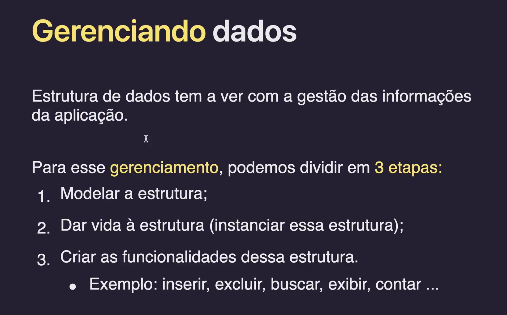 Gerenciando dados
Estrutura de dados tem a ver com a gestão das informações
da aplicação.
Para esse gerenciamento, podemos dividir em 3 etapas:
1. Modelar a estrutura;
2. Dar vida à estrutura (instanciar essa estrutura);
3. Criar as funcionalidades dessa estrutura.
• Exemplo: inserir, excluir, buscar, exibir, contar ...